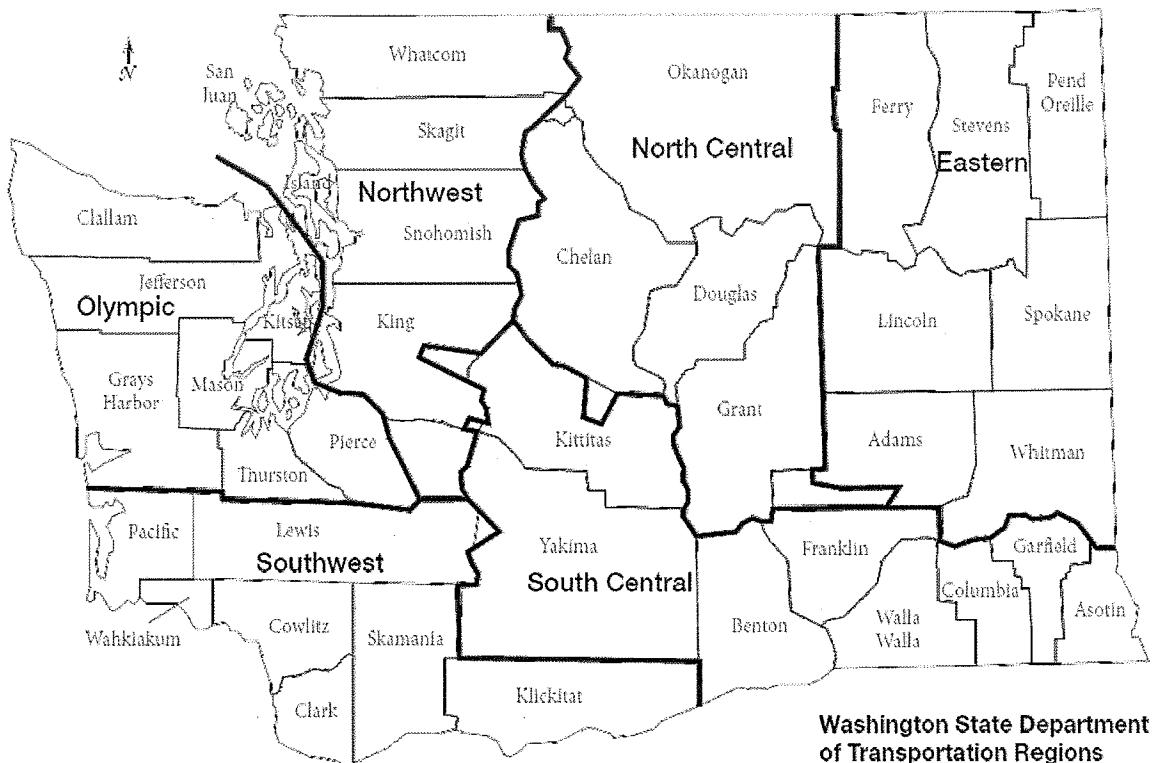 N
San
Juan
Whatcom
Okanogan
Ferry
Stevens
Pend
Oreille
Skagit
North Central
Eastern
Island
Northwest
Clallam
Snohomish
Chelan
Jefferson
Olympic
Kitsap
King
Douglas
Lincoln
Spokane
Grays
Harbor
Mason
Grant
Pierce
Kittitas
Adams
Whitman
Thurston
Pacific
Lewis
Southwest
Yakima
South Central
Franklin
Garfield
Columbia
Asotin
Wahkiakum
Cowlitz
Skamania
Benton
Walla
Walla
Clark
Klickitat
Washington State Department
of Transportation Regions